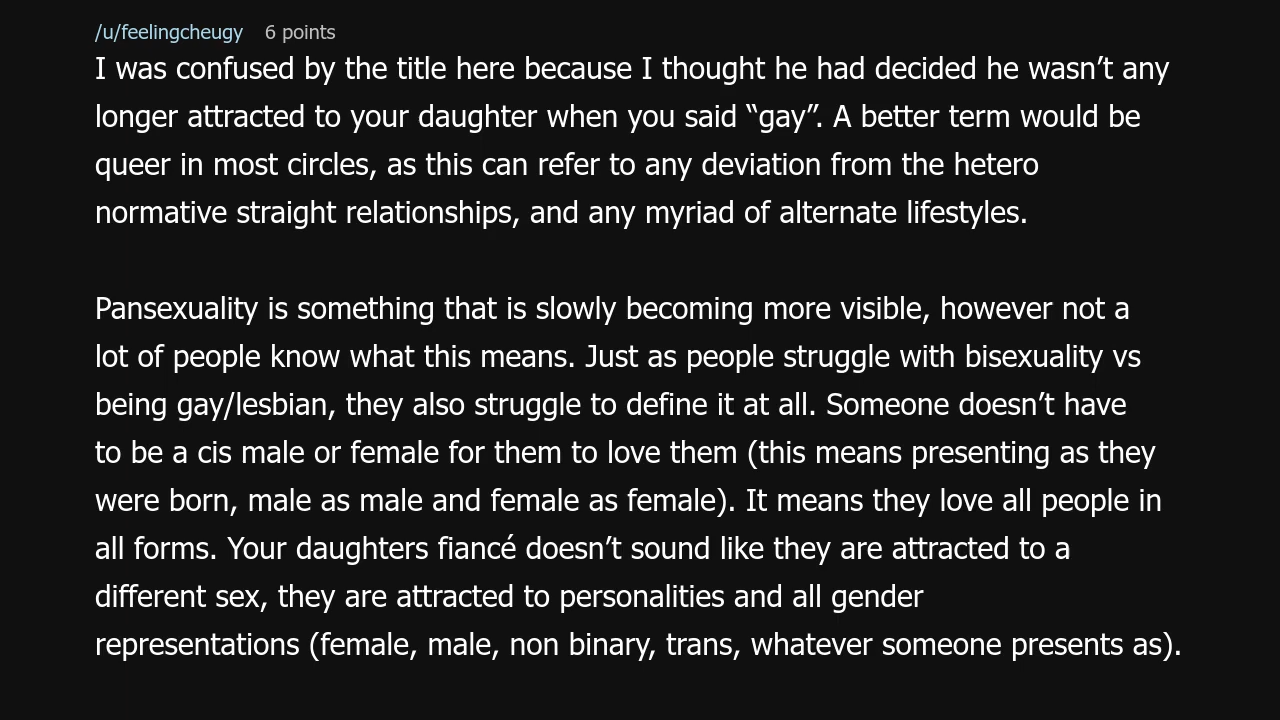 /u/feelingcheugy 6 points
I was confused by the title here because I thought he had decided he wasn’t any
longer attracted to your daughter when you said “gay”. A better term would be
queer in most circles, as this can refer to any deviation from the hetero
normative straight relationships, and any myriad of alternate lifestyles.
Pansexuality is something that is slowly becoming more visible, however not a
lot of people know what this means. Just as people struggle with bisexuality vs
being gay/lesbian, they also struggle to define it at all. Someone doesn’t have
to be a cis male or female for them to love them (this means presenting as they
were born, male as male and female as female). It means they love all people in
all forms. Your daughters fiancé doesn’t sound like they are attracted to a
different sex, they are attracted to personalities and all gender
representations (female, male, non binary, trans, whatever someone presents as).